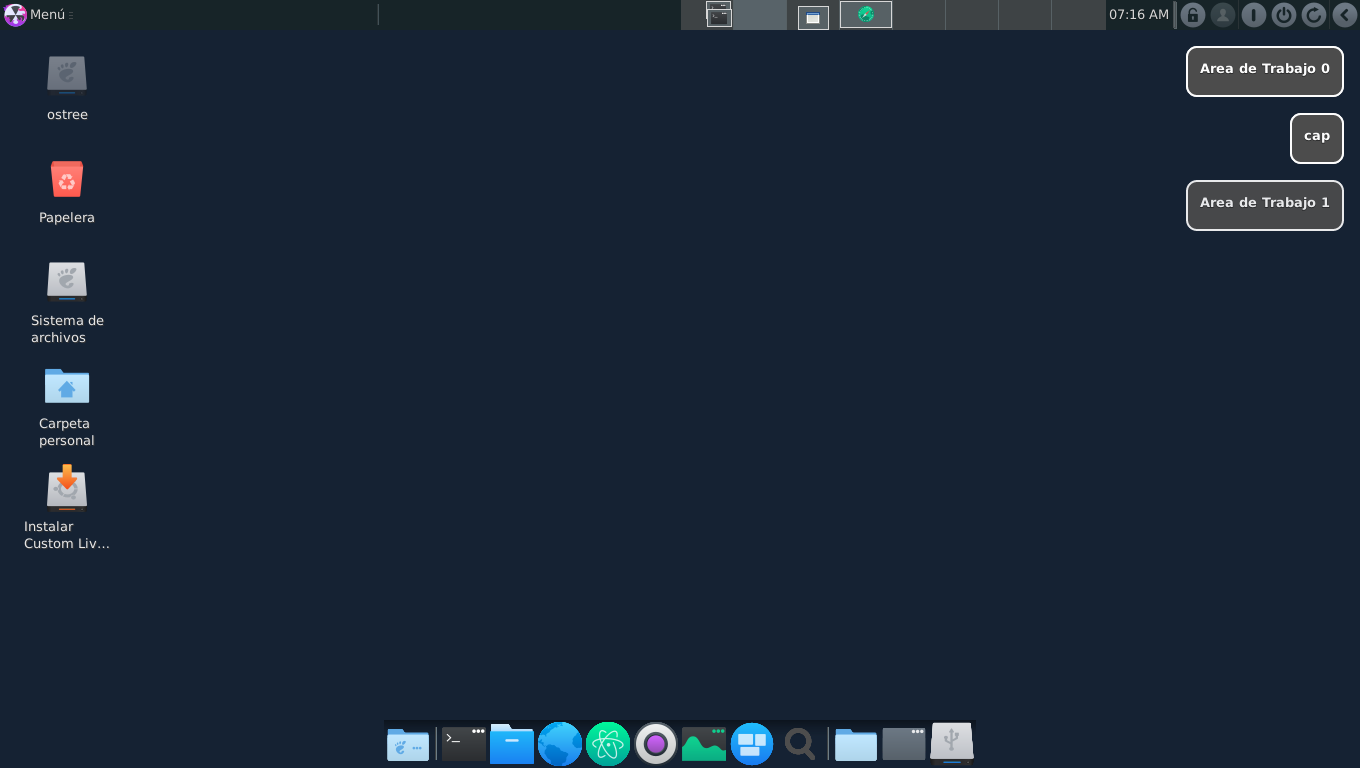 Menú
07:16 AM
Area de Trabajo 0
cap
Area de Trabajo 1
ostree
Papelera
Sistema de
archivos
Carpeta
personal
Instalar
Custom Liv...